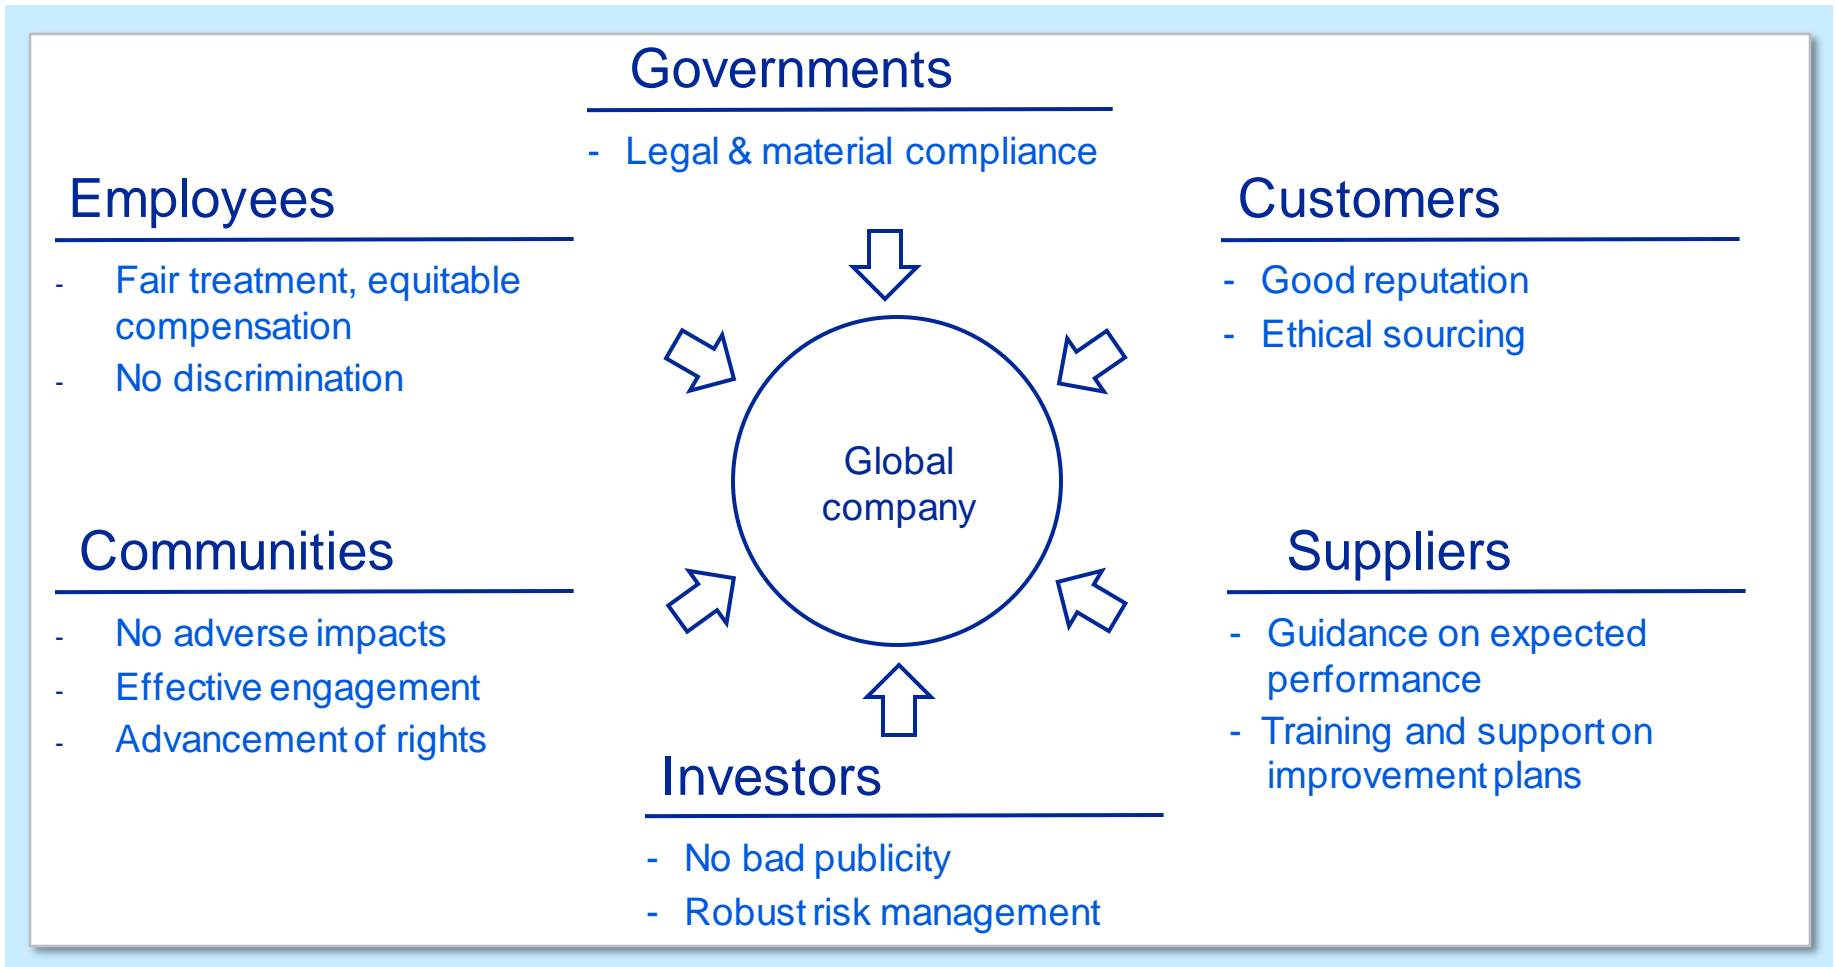 Governments
- Legal & material compliance
Employees
- Fair treatment, equitable
compensation
- No discrimination
Customers
- Good reputation
- Ethical sourcing
Global
company
Communities
- No adverse impacts
- Effective engagement
- Advancement of rights
Suppliers
- Guidance on expected
performance
- Training and support on
improvement plans
Investors
- No bad publicity
- Robust risk management